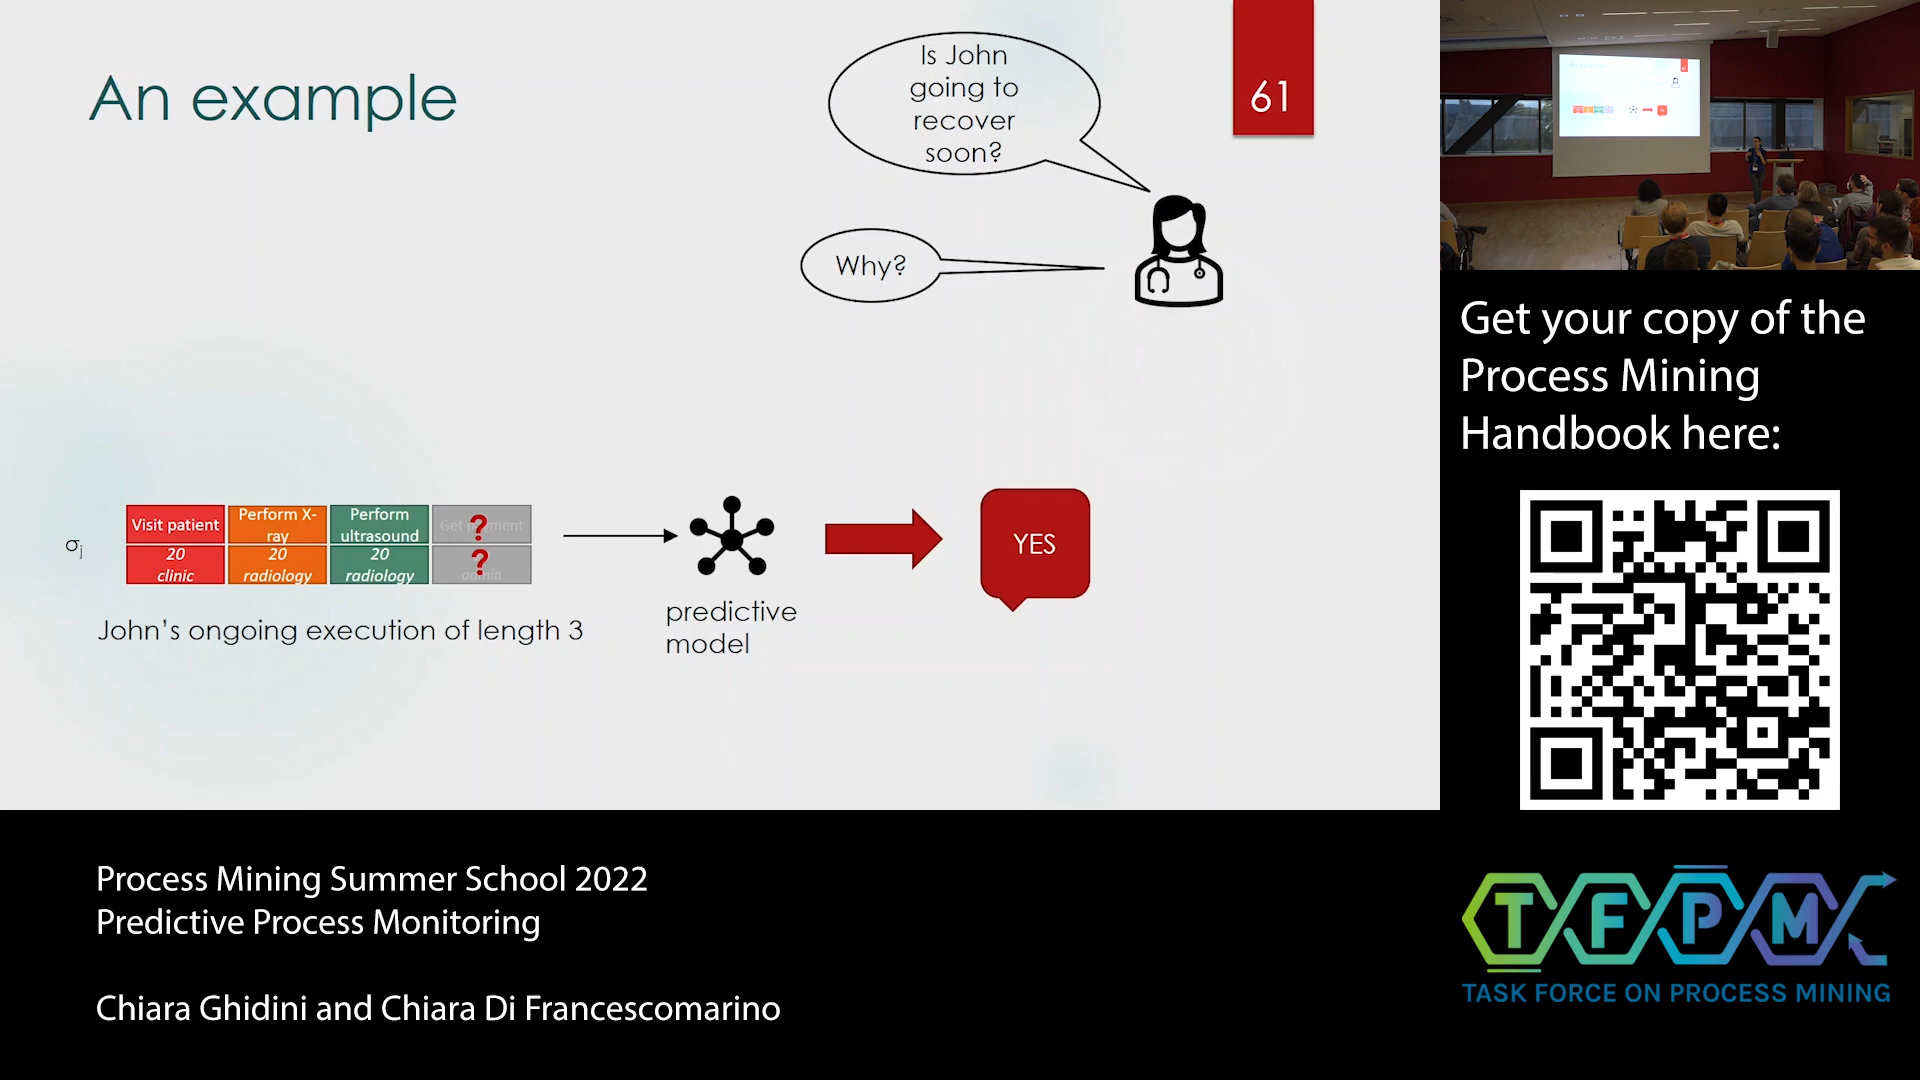 An example
Is John
going to
recover
soon?
61
Why?
σj
Visit patient
20
clinic
Perform X-
ray
20
radiology
Perform
ultrasound
20
radiology
?
?
admin
John's ongoing execution of length 3
predictive
model
YES
Get your copy of the
Process Mining
Handbook here:
Process Mining Summer School 2022
Predictive Process Monitoring
Chiara Ghidini and Chiara Di Francescomarino
TFPM
TASK FORCE ON PROCESS MINING